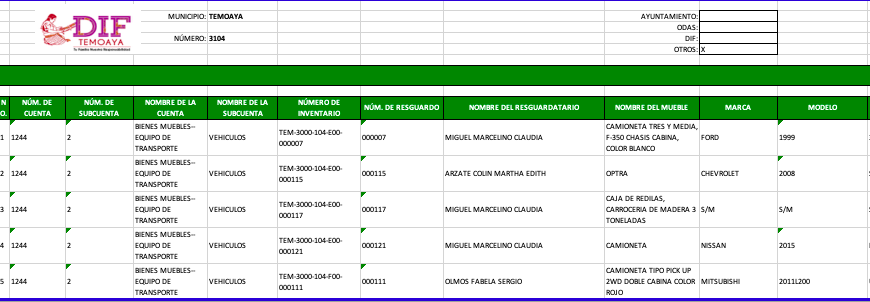 DIF
TEMOAYA
MUNICIPIO: TEMOAYA
NÚMERO: 3104
AYUNTAMIENTO:
ODAS:
DIF:
OTROS: X
NO. NÚM. DE CUENTA NÚM. DE SUBCUENTA NOMBRE DE LA CUENTA NOMBRE DE LA SUBCUENTA NÚMERO DE INVENTARIO NÚM. DE RESGUARDO NOMBRE DEL RESGUARDATARIO NOMBRE DEL MUEBLE MARCA MODELO
1 1244 2 BIENES MUEBLES-- EQUIPO DE TRANSPORTE VEHICULOS TEM-3000-104-E00-000007 000007 MIGUEL MARCELINO CLAUDIA CAMIONETA TRES Y MEDIA, F-350 CHASIS CABINA, COLOR BLANCO FORD 1999
2 1244 2 BIENES MUEBLES-- EQUIPO DE TRANSPORTE VEHICULOS TEM-3000-104-E00-000115 000115 ARZATE COLIN MARTHA EDITH OPTRA CHEVROLET 2008
3 1244 2 BIENES MUEBLES-- EQUIPO DE TRANSPORTE VEHICULOS TEM-3000-104-E00-000117 000117 MIGUEL MARCELINO CLAUDIA CAJA DE REDILAS, CARROCERIA DE MADERA 3 TONELADAS S/M S/M
4 1244 2 BIENES MUEBLES-- EQUIPO DE TRANSPORTE VEHICULOS TEM-3000-104-E00-000121 000121 MIGUEL MARCELINO CLAUDIA CAMIONETA NISSAN 2015
5 1244 2 BIENES MUEBLES-- EQUIPO DE TRANSPORTE VEHICULOS TEM-3000-104-F00-000111 000111 OLMOS FABELA SERGIO CAMIONETA TIPO PICK UP 2WD DOBLE CABINA COLOR ROJO MITSUBISHI 2011L200